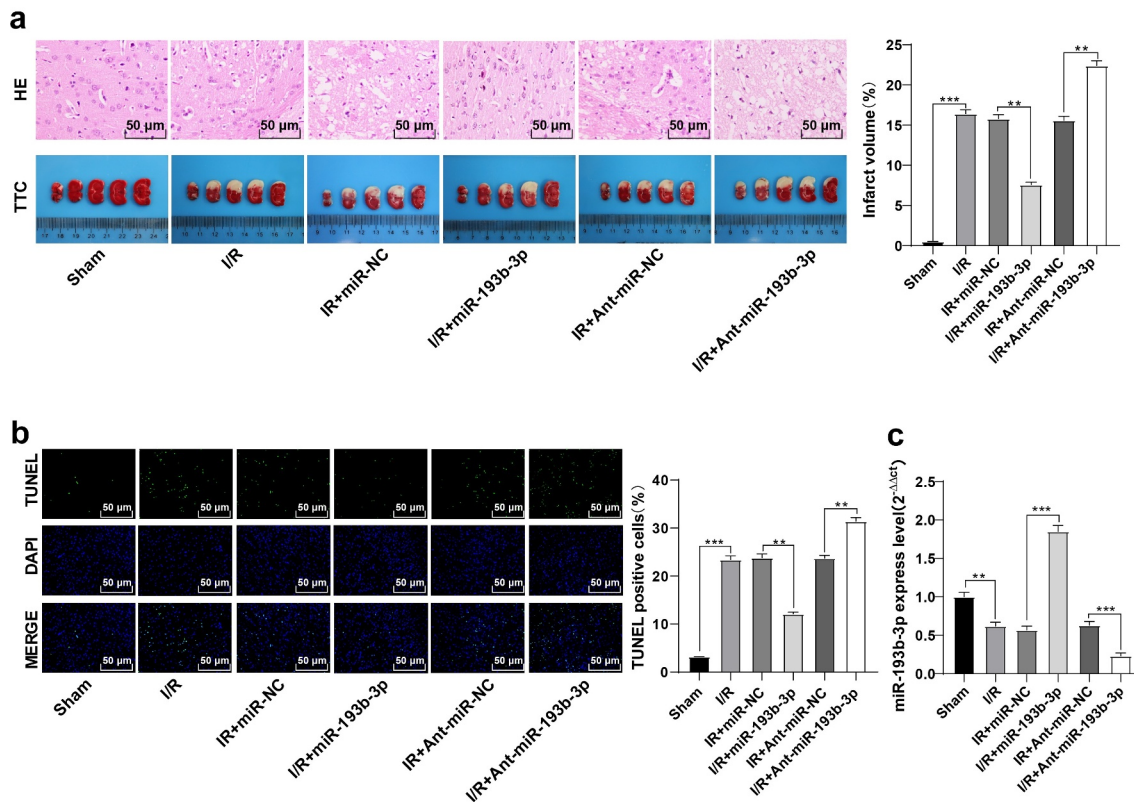 a
HE
50 μm
50 μm
50 μm
50 μm
50 μm
50 μm
TTC
Sham
I/R
IR+miR-NC
I/R+miR-193b-3p
IR+Ant-miR-NC
I/R+Ant-miR-193b-3p
Infarct volume(%)
25
20
15
10
5
0
***
**
**
Sham
I/R
IR+miR-NC
I/R+miR-193b-3p
IR+Ant-miR-NC
I/R+Ant-miR-193b-3p
b
TUNEL
50 μm
50 μm
50 μm
50 μm
50 μm
50 μm
DAPI
50 μm
50 μm
50 μm
50 μm
50 μm
50 μm
MERGE
50 μm
50 μm
50 μm
50 μm
50 μm
50 μm
Sham
I/R
IR+miR-NC
I/R+miR-193b-3p
IR+Ant-miR-NC
I/R+Ant-miR-193b-3p
TUNEL positive cells(%)
40
30
20
10
0
***
**
**
Sham
I/R
IR+miR-NC
I/R+miR-193b-3p
IR+Ant-miR-NC
I/R+Ant-miR-193b-3p
c
miR-193b-3p express level(2^-ΔΔct)
2.5
2.0
1.5
1.0
0.5
0.0
**
***
***
Sham
I/R
IR+miR-NC
I/R+miR-193b-3p
IR+Ant-miR-NC
I/R+Ant-miR-193b-3p